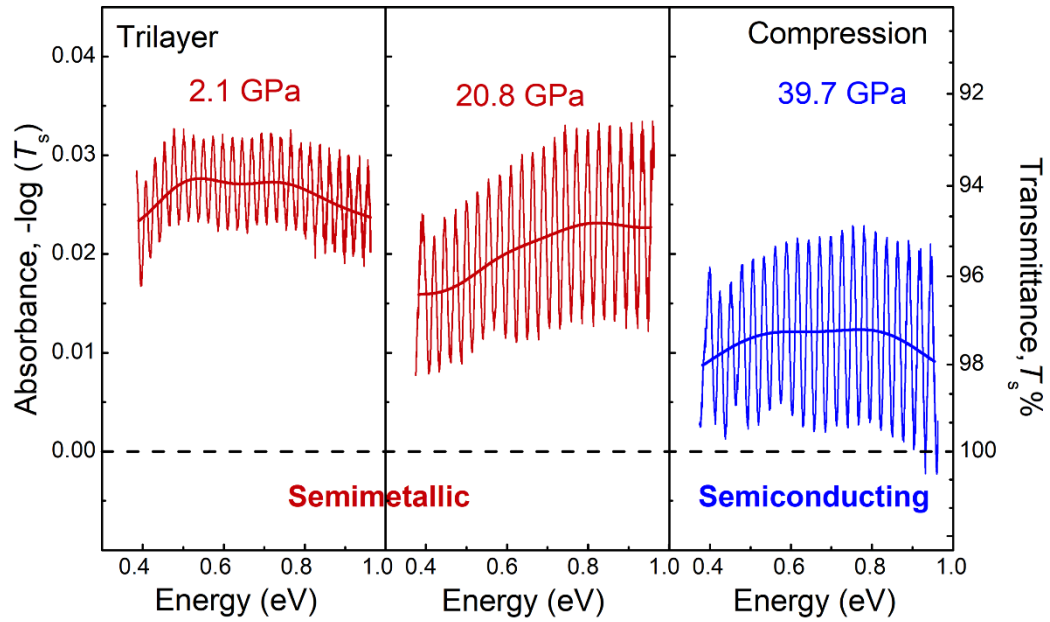 Trilayer
Compression
2.1 GPa
20.8 GPa
39.7 GPa
Absorbance, -log (Tₛ)
0.04
0.03
0.02
0.01
0.00
92
94
95
96
98
100
Transmittance, Tₛ%
Semimetallic
Semiconducting
0.4 0.6 0.8 1.0
0.4 0.6 0.8 1.0
0.4 0.6 0.8 1.0
Energy (eV)
Energy (eV)
Energy (eV)